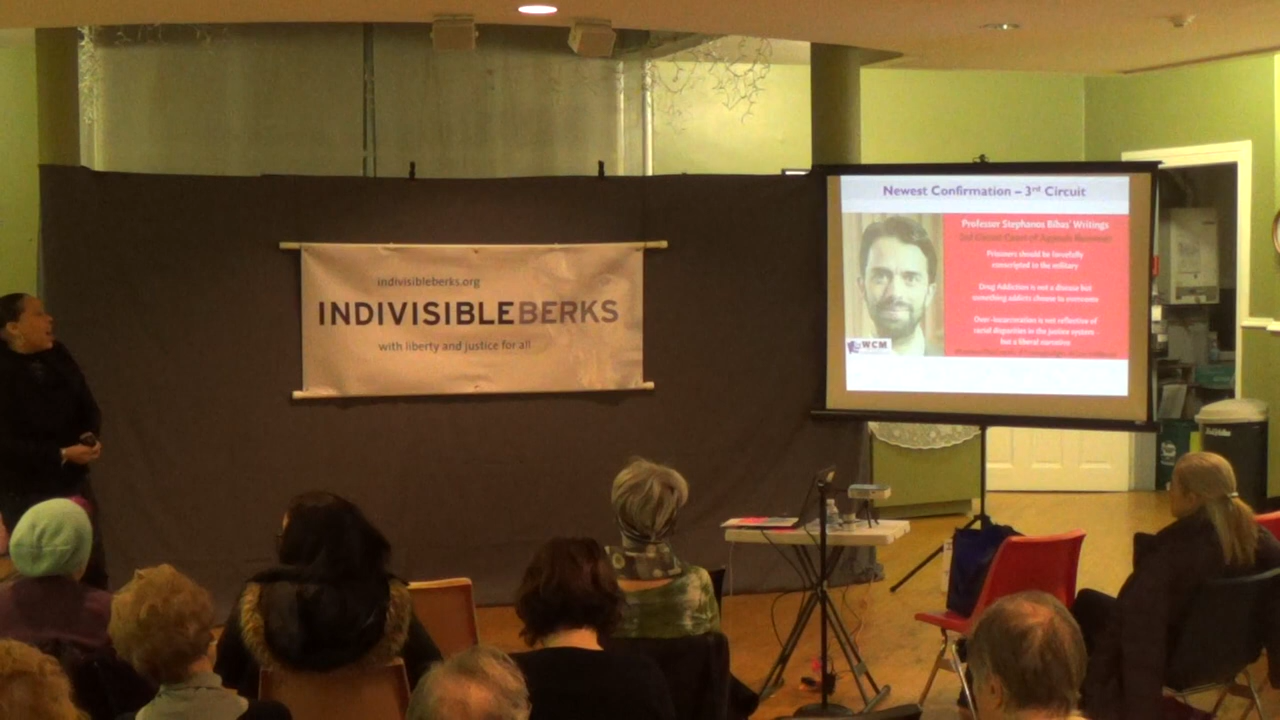 indivisibleberks.org
INDIVISIBLEBERKS
with liberty and justice for all
Newest Confirmation – 3rd Circuit
Professor Stephanos Bibas' Writings
3rd Circuit Court of Appeals Nominee
Prisoners should be forcefully
conscripted in the military
Drug Addiction is not a disease but
something addicts choose to overcome
Over-incarceration is not reflective of
racial disparities in the justice system -
but a liberal narrative
WCM